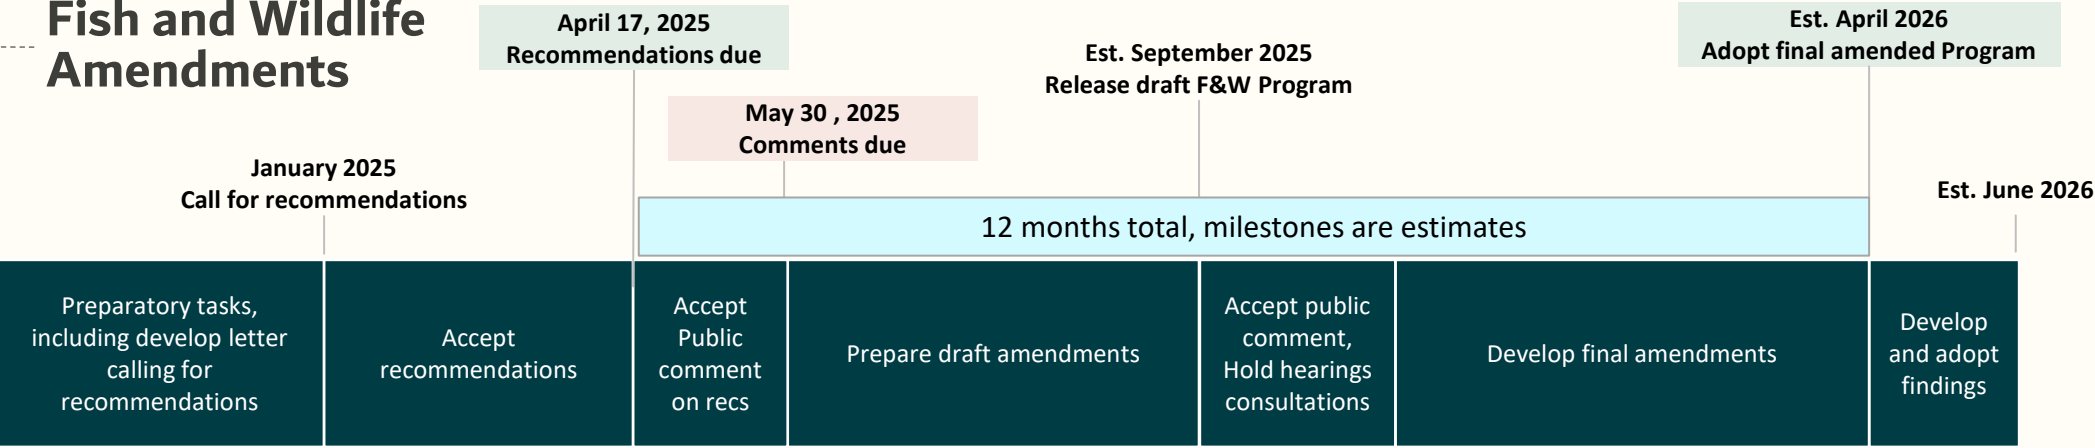 Fish and Wildlife
Amendments
April 17, 2025
Recommendations due
Est. April 2026
Adopt final amended Program
Est. September 2025
Release draft F&W Program
May 30 , 2025
Comments due
January 2025
Call for recommendations
Est. June 2026
12 months total, milestones are estimates
Preparatory tasks,
including develop letter
calling for
recommendations
Accept
recommendations
Accept
Public
comment
on recs
Prepare draft amendments
Accept public
comment,
Hold hearings
consultations
Develop final amendments
Develop
and adopt
findings